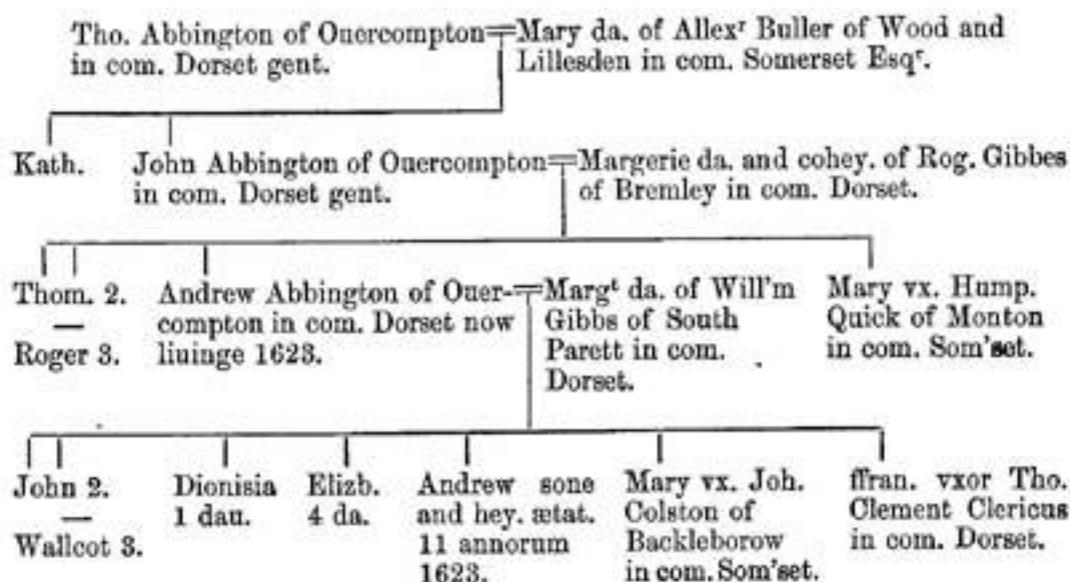 Tho. Abbington of Ouercompton
in com. Dorset gent.
Mary da. of Allexʳ Buller of Wood and
Lillesden in com. Somerset Esqʳ.
Kath.
John Abbington of Ouercompton
in com. Dorset gent.
Margerie da. and cohey. of Rog. Gibbes
of Bremley in com. Dorset.
Thom. 2.
—
Roger 3.
Andrew Abbington of Ouer-
compton in com. Dorset now
liuinge 1623.
Margᵗ da. of Will'm
Gibbs of South
Parett in com.
Dorset.
Mary vx. Hump.
Quick of Monton
in com. Som'set.
John 2.
—
Wallcot 3.
Dionisia
1 dau.
Elizb.
4 da.
Andrew sone
and hey. ætat.
11 annorum
1623.
Mary vx. Joh.
Colston of
Backleborow
in com. Som'set.
ffran. vxor Tho.
Clement Clericus
in com. Dorset.